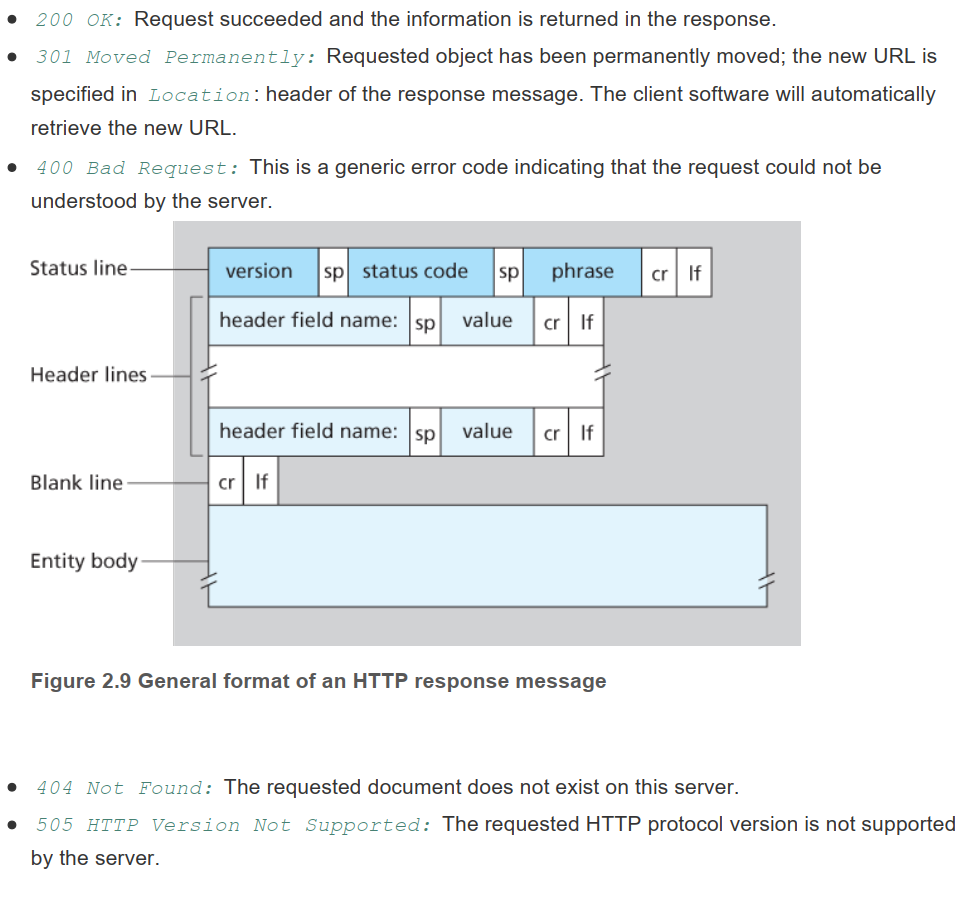 ● 200 OK: Request succeeded and the information is returned in the response.
● 301 Moved Permanently: Requested object has been permanently moved; the new URL is
specified in Location: header of the response message. The client software will automatically
retrieve the new URL.
● 400 Bad Request: This is a generic error code indicating that the request could not be
understood by the server.
Status line version sp status code sp phrase cr lf
header field name: sp value cr lf
Header lines
header field name: sp value cr lf
Blank line cr lf
Entity body
Figure 2.9 General format of an HTTP response message
● 404 Not Found: The requested document does not exist on this server.
● 505 HTTP Version Not Supported: The requested HTTP protocol version is not supported
by the server.